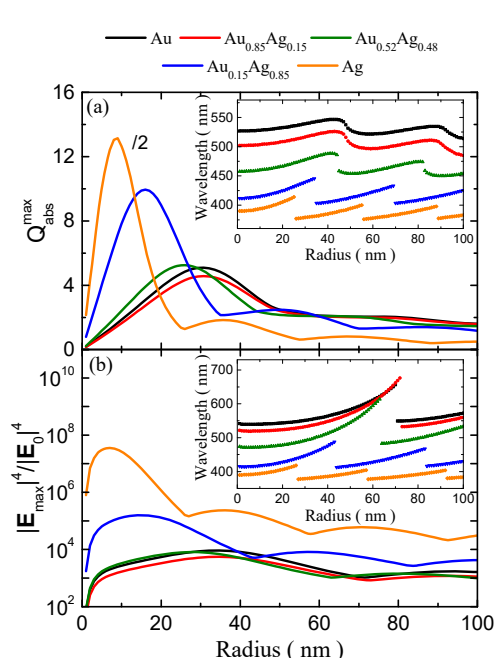 Au Au0.85Ag0.15 Au0.52Ag0.48
Au0.15Ag0.85 Ag
(a)
/2
Q_abs^max
16
12
8
4
0
Wavelength ( nm )
550
500
450
400
0 20 40 60 80 100
Radius ( nm )
(b)
|E_max|^4/|E_0|^4
10^10
10^8
10^6
10^4
10^2
Wavelength ( nm )
700
600
500
400
0 20 40 60 80 100
Radius ( nm )
0 20 40 60 80 100
Radius ( nm )